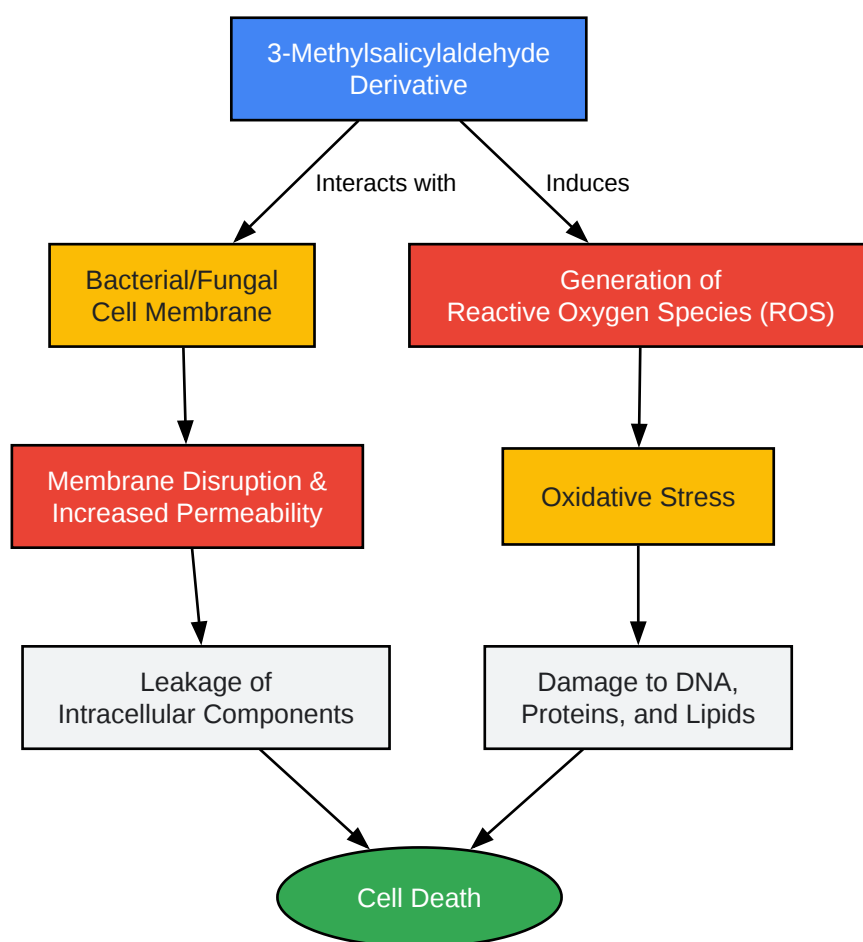 3-Methylsalicylaldehyde
Derivative
Interacts with
Induces
Bacterial/Fungal
Cell Membrane
Generation of
Reactive Oxygen Species (ROS)
Membrane Disruption &
Increased Permeability
Oxidative Stress
Leakage of
Intracellular Components
Damage to DNA,
Proteins, and Lipids
Cell Death